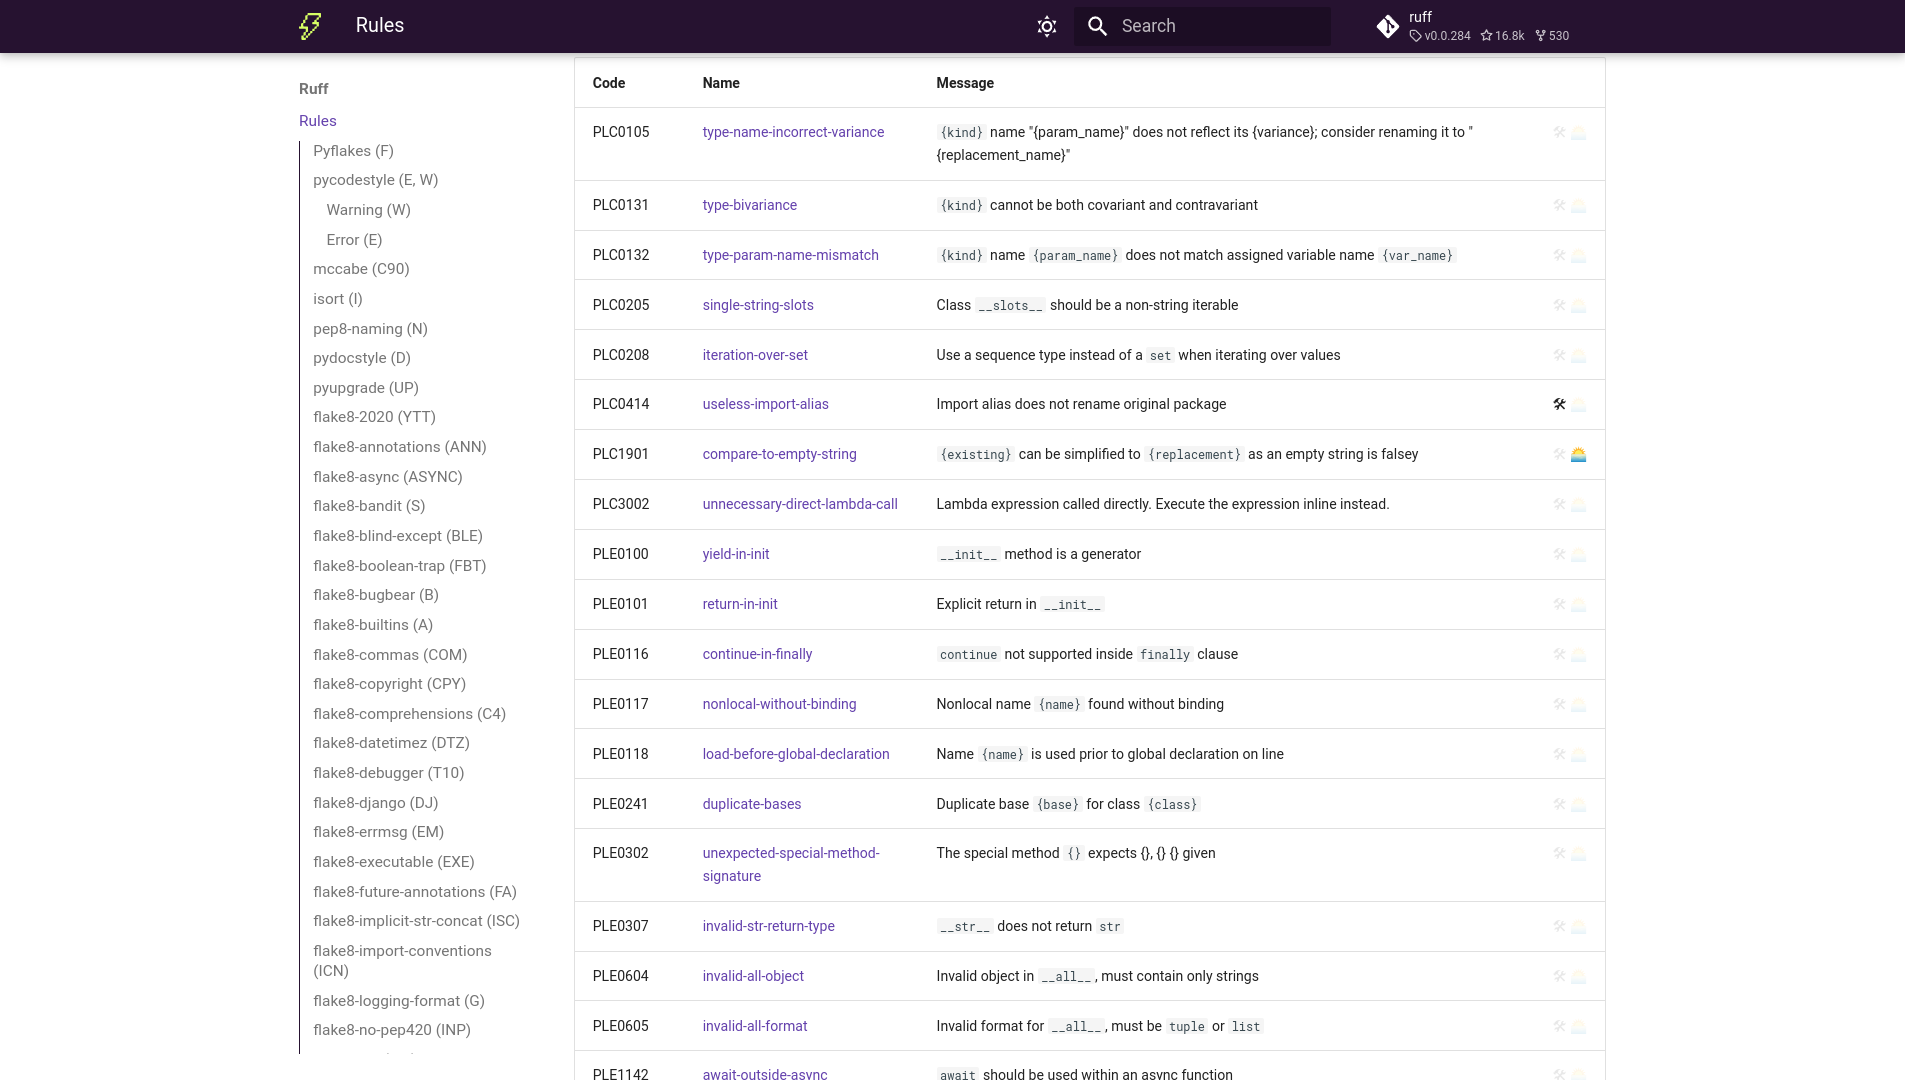 Rules
Search
ruff
v0.0.284 16.8k 530
Ruff
Rules
Pyflakes (F)
pycodestyle (E, W)
Warning (W)
Error (E)
mccabe (C90)
isort (I)
pep8-naming (N)
pydocstyle (D)
pyupgrade (UP)
flake8-2020 (YTT)
flake8-annotations (ANN)
flake8-async (ASYNC)
flake8-bandit (S)
flake8-blind-except (BLE)
flake8-boolean-trap (FBT)
flake8-bugbear (B)
flake8-builtins (A)
flake8-commas (COM)
flake8-copyright (CPY)
flake8-comprehensions (C4)
flake8-datetimez (DTZ)
flake8-debugger (T10)
flake8-django (DJ)
flake8-errmsg (EM)
flake8-executable (EXE)
flake8-future-annotations (FA)
flake8-implicit-str-concat (ISC)
flake8-import-conventions
(ICN)
flake8-logging-format (G)
flake8-no-pep420 (INP)
Code Name Message
PLC0105 type-name-incorrect-variance {kind} name "{param_name}" does not reflect its {variance}; consider renaming it to "
{replacement_name}"
PLC0131 type-bivariance {kind} cannot be both covariant and contravariant
PLC0132 type-param-name-mismatch {kind} name {param_name} does not match assigned variable name {var_name}
PLC0205 single-string-slots Class __slots__ should be a non-string iterable
PLC0208 iteration-over-set Use a sequence type instead of a set when iterating over values
PLC0414 useless-import-alias Import alias does not rename original package
PLC1901 compare-to-empty-string {existing} can be simplified to {replacement} as an empty string is falsey
PLC3002 unnecessary-direct-lambda-call Lambda expression called directly. Execute the expression inline instead.
PLE0100 yield-in-init __init__ method is a generator
PLE0101 return-in-init Explicit return in __init__
PLE0116 continue-in-finally continue not supported inside finally clause
PLE0117 nonlocal-without-binding Nonlocal name {name} found without binding
PLE0118 load-before-global-declaration Name {name} is used prior to global declaration on line
PLE0241 duplicate-bases Duplicate base {base} for class {class}
PLE0302 unexpected-special-method- The special method {} expects {}, {} {} given
signature
PLE0307 invalid-str-return-type __str__ does not return str
PLE0604 invalid-all-object Invalid object in __all__, must contain only strings
PLE0605 invalid-all-format Invalid format for __all__, must be tuple or list
PLE1142 await-outside-async await should be used within an async function